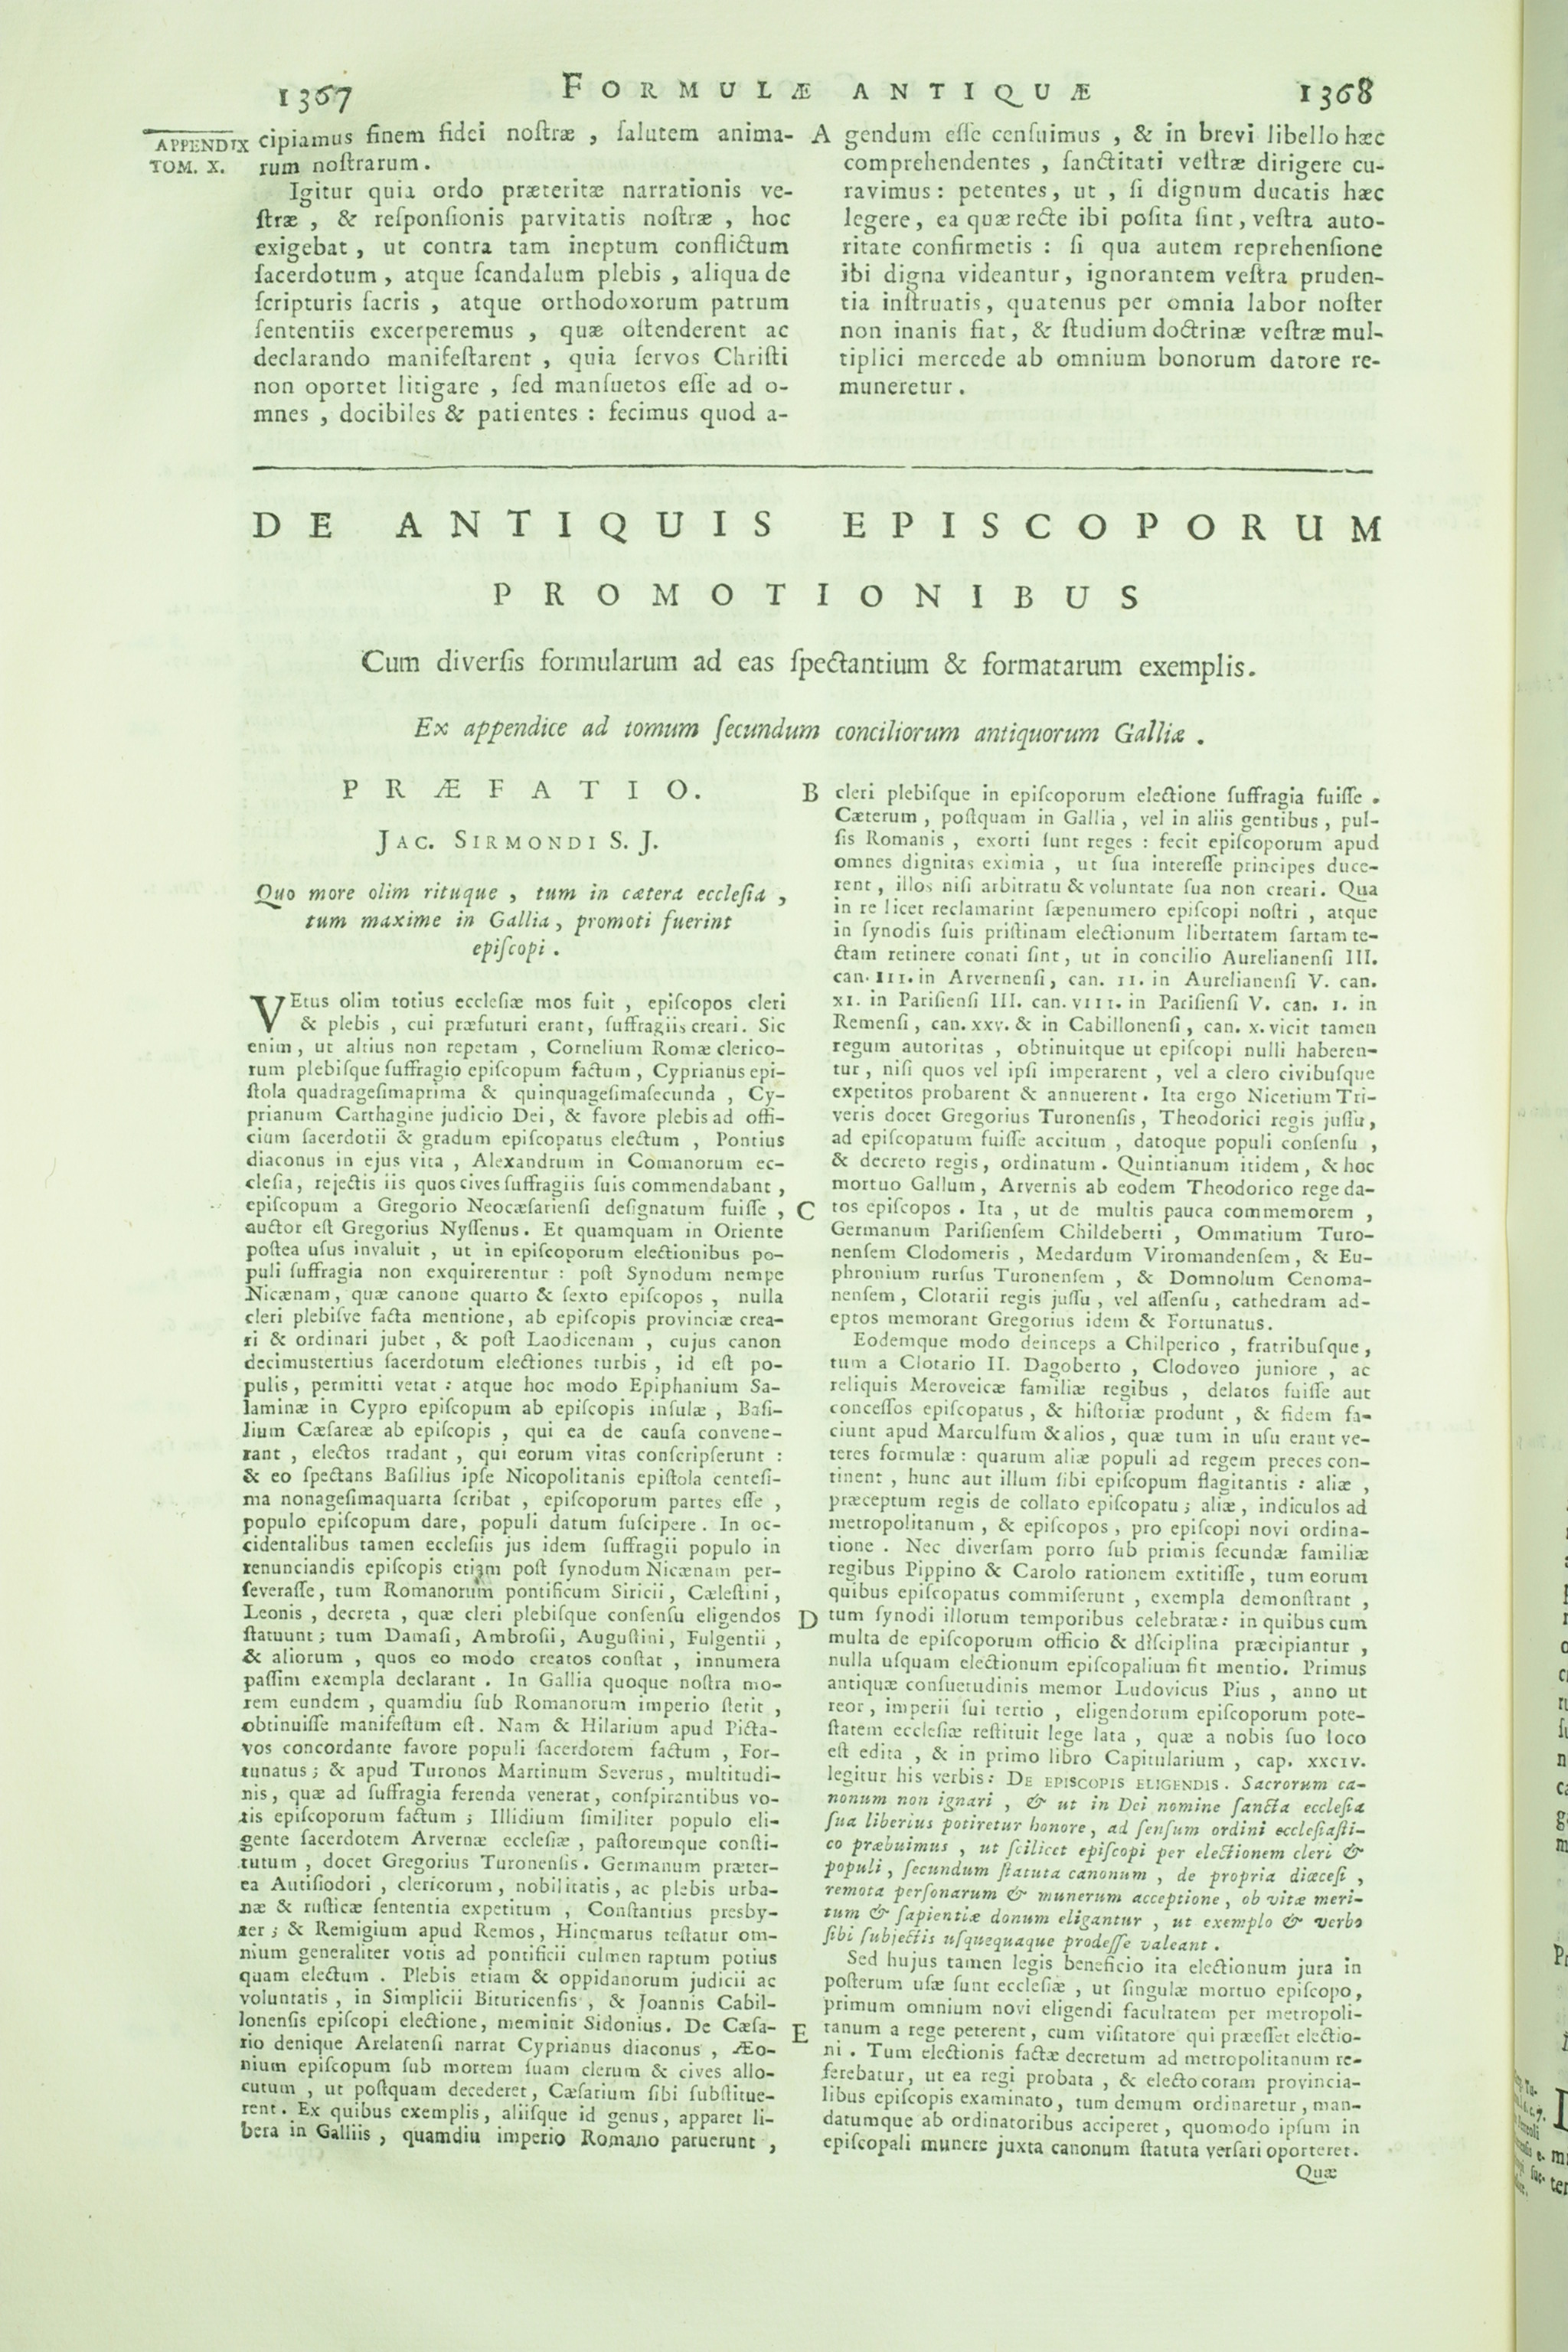 1367 FORMULÆ ANTIQUÆ 1368
APPENDIX
TOM. X.
cipiamus finem fidei noſtræ , ſalutem anima-
rum noſtrarum .
Igitur quia ordo præteritæ narrationis ve-
ſtræ , & reſponſionis parvitatis noſtræ , hoc
exigebat , ut contra tam ineptum conflictum
ſacerdotum , atque ſcandalum plebis , aliqua de
ſcripturis ſacris , atque orthodoxorum patrum
ſententiis excerperemus , quæ oſtenderent ac
declarando manifeſtarent , quia ſervos Chriſti
non oportet litigare , ſed manſuetos eſſe ad o-
mnes , docibiles & patientes : fecimus quod a-
A gendum eſſe cenſuimus , & in brevi libello hæc
comprehendentes , ſanctitati veſtræ dirigere cu-
ravimus : petentes, ut , ſi dignum ducatis hæc
legere, ea quæ recte ibi poſita ſint, veſtra auto-
ritate confirmetis : ſi qua autem reprehenſione
ibi digna videantur, ignorantem veſtra pruden-
tia inſtruatis, quatenus per omnia labor noſter
non inanis fiat, & ſtudium doctrinæ veſtræ mul-
tiplici mercede ab omnium bonorum datore re-
muneretur .
DE ANTIQUIS EPISCOPORUM
PROMOTIONIBUS
Cum diverſis formularum ad eas ſpectantium & formatarum exemplis.
Ex appendice ad tomum ſecundum conciliorum antiquorum Galliæ .
PRÆFATIO.
JAC. SIRMONDI S. J.
Quo more olim rituque , tum in cætera eccleſia ,
tum maxime in Gallia, promoti fuerint
epiſcopi .
VEtus olim totius eccleſiæ mos fuit , epiſcopos cleri
& plebis , cui præfuturi erant, ſuffragiis creari. Sic
enim, ut altius non repetam , Cornelium Romæ clerico-
rum plebiſque ſuffragio epiſcopum factum, Cyprianus epi-
ſtola quadrageſimaprima & quinquageſimaſecunda , Cy-
prianum Carthagine judicio Dei, & favore plebis ad offi-
cium ſacerdotii & gradum epiſcopatus electum , Pontius
diaconus in ejus vita , Alexandrum in Comanorum ec-
cleſia, rejectis iis quos cives ſuffragiis ſuis commendabant ,
epiſcopum a Gregorio Neocæſarienſi deſignatum fuiſſe ,
auctor eſt Gregorius Nyſſenus. Et quamquam in Oriente
poſtea uſus invaluit , ut in epiſcoporum electionibus po-
puli ſuffragia non exquirerentur : poſt Synodum nempe
Nicænam, quæ canone quarto & ſexto epiſcopos , nulla
cleri plebiſve facta mentione, ab epiſcopis provinciæ crea-
ri & ordinari jubet , & poſt Laodicenam , cujus canon
decimustertius ſacerdotum electiones turbis , id eſt po-
pulis, permitti vetat : atque hoc modo Epiphanium Sa-
laminæ in Cypro epiſcopum ab epiſcopis inſulæ , Baſi-
lium Cæſareæ ab epiſcopis , qui ea de cauſa convene-
rant , electos tradant , qui eorum vitas conſcripſerunt :
& eo ſpectans Baſilius ipſe Nicopolitanis epiſtola centeſi-
ma nonageſimaquarta ſcribat , epiſcoporum partes eſſe ,
populo epiſcopum dare, populi datum ſuſcipere. In oc-
cidentalibus tamen eccleſiis jus idem ſuffragii populo in
renunciandis epiſcopis etiam poſt ſynodum Nicænam per-
ſeveraſſe, tum Romanorum pontificum Siricii, Cæleſtini ,
Leonis , decreta , quæ cleri plebiſque conſenſu eligendos
ſtatuunt ; tum Damaſi, Ambroſii, Auguſtini, Fulgentii ,
& aliorum , quos eo modo creatos conſtat , innumera
paſſim exempla declarant . In Gallia quoque noſtra mo-
rem eundem , quamdiu ſub Romanorum imperio ſtetit ,
obtinuiſſe manifeſtum eſt. Nam & Hilarium apud Picta-
vos concordante favore populi ſacerdotem factum , For-
tunatus ; & apud Turonos Martinum Severus, multitudi-
nis, quæ ad ſuffragia ferenda venerat, conſpirantibus vo-
tis epiſcoporum factum ; Illidium ſimiliter populo eli-
gente ſacerdotem Arvernæ eccleſiæ , paſtoremque conſti-
tutum , docet Gregorius Turonenſis. Germanum præter-
ea Autiſiodori , clericorum, nobilitatis, ac plebis urba-
næ & ruſticæ ſententia expetitum , Conſtantius presby-
ter ; & Remigium apud Remos, Hincmarus teſtatur om-
nium generaliter votis ad pontificii culmen raptum potius
quam electum . Plebis etiam & oppidanorum judicii ac
voluntatis , in Simplicii Bituricenſis , & Joannis Cabil-
lonenſis epiſcopi electione, meminit Sidonius. De Cæſa-
rio denique Arelatenſi narrat Cyprianus diaconus , Æo-
nium epiſcopum ſub mortem ſuam clerum & cives allo-
cutum , ut poſtquam decederet, Cæſarium ſibi ſubſtitue-
rent. Ex quibus exemplis, aliiſque id genus, apparet li-
bera in Galliis , quamdiu imperio Romano paruerunt ,
B cleri plebiſque in epiſcoporum electione ſuffragia fuiſſe .
Cæterum , poſtquam in Gallia , vel in aliis gentibus , pul-
ſis Romanis , exorti ſunt reges : fecit epiſcoporum apud
omnes dignitas eximia , ut ſua intereſſe principes duce-
rent , illos niſi arbitratu & voluntate ſua non creari. Qua
in re licet reclamarint ſæpenumero epiſcopi noſtri , atque
in ſynodis ſuis priſtinam electionum libertatem ſartam te-
ctam retinere conati ſint, ut in concilio Aurelianenſi III.
can. III. in Arvernenſi, can. II. in Aurelianenſi V. can.
XI. in Pariſienſi III. can. VIII. in Pariſienſi V. can. I. in
Remenſi , can. XXV. & in Cabillonenſi , can. X. vicit tamen
regum autoritas , obtinuitque ut epiſcopi nulli haberen-
tur , niſi quos vel ipſi imperarent , vel a clero civibuſque
expetitos probarent & annuerent. Ita ergo Nicetium Tri-
veris docet Gregorius Turonenſis, Theodorici regis juſſu,
ad epiſcopatum fuiſſe accitum , datoque populi conſenſu ,
& decreto regis, ordinatum . Quintianum itidem, & hoc
mortuo Gallum, Arvernis ab eodem Theodorico rege da-
C tos epiſcopos . Ita , ut de multis pauca commemorem ,
Germanum Pariſienſem Childeberti , Ommatium Turo-
nenſem Clodomeris , Medardum Viromandenſem, & Eu-
phronium rurſus Turonenſem , & Domnolum Cenoma-
nenſem, Clotarii regis juſſu, vel aſſenſu, cathedram ad-
eptos memorant Gregorius idem & Fortunatus.
Eodemque modo deinceps a Chilperico , fratribuſque,
tum a Clotario II. Dagoberto , Clodoveo juniore , ac
reliquis Meroveicæ familiæ regibus , delatos fuiſſe aut
conceſſos epiſcopatus , & hiſtoriæ produnt , & fidem fa-
ciunt apud Marculfum & alios, quæ tum in uſu erant ve-
teres formulæ : quarum aliæ populi ad regem preces con-
tinent , hunc aut illum ſibi epiſcopum flagitantis : aliæ ,
præceptum regis de collato epiſcopatu ; aliæ, indiculos ad
metropolitanum , & epiſcopos, pro epiſcopi novi ordina-
tione . Nec diverſam porro ſub primis ſecundæ familiæ
regibus Pippino & Carolo rationem extitiſſe , tum eorum
quibus epiſcopatus commiſerunt , exempla demonſtrant ,
D tum ſynodi illorum temporibus celebratæ : in quibus cum
multa de epiſcoporum officio & diſciplina præcipiantur ,
nulla uſquam electionum epiſcopalium fit mentio. Primus
antiquæ conſuetudinis memor Ludovicus Pius , anno ut
reor, imperii ſui tertio , eligendorum epiſcoporum pote-
ſtatem eccleſiæ reſtituit lege lata , quæ a nobis ſuo loco
eſt edita , & in primo libro Capitularium , cap. XXCIV.
legitur his verbis: DE EPISCOPIS ELIGENDIS. Sacrorum ca-
nonum non ignari , & ut in Dei nomine ſancta eccleſia
ſua liberius potiretur honore, ad ſenſum ordini eccleſiaſti-
co præbuimus , ut ſcilicet epiſcopi per electionem cleri &
populi , ſecundum ſtatuta canonum , de propria diœceſi ,
remota perſonarum & munerum acceptione, ob vitæ meri-
tum & ſapientiæ donum eligantur , ut exemplo & verbo
ſibi ſubjectis uſquequaque prodeſſe valeant .
Sed hujus tamen legis beneficio ita electionum jura in
poſterum uſæ ſunt eccleſiæ , ut ſingulæ mortuo epiſcopo,
primum omnium novi eligendi facultatem per metropoli-
E tanum a rege peterent, cum viſitatore qui præeſſet electio-
ni . Tum electionis factæ decretum ad metropolitanum re-
ferebatur, ut ea regi probata , & electo coram provincia-
libus epiſcopis examinato, tum demum ordinaretur, man-
datumque ab ordinatoribus acciperet, quomodo ipſum in
epiſcopali munere juxta canonum ſtatuta verſari oporteret.
Quæ